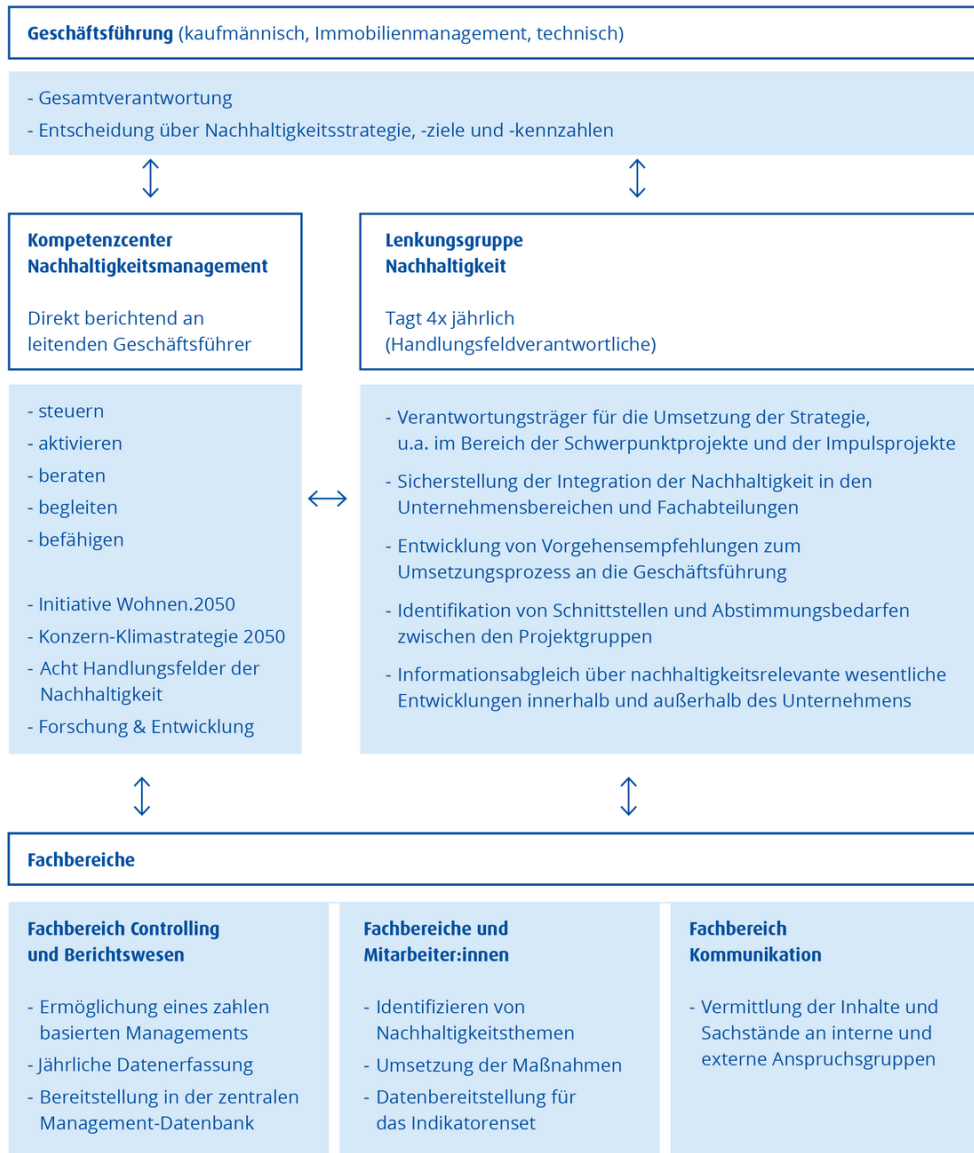 Geschäftsführung (kaufmännisch, Immobilienmanagement, technisch)
- Gesamtverantwortung
- Entscheidung über Nachhaltigkeitsstrategie, -ziele und -kennzahlen
Kompetenzcenter
Nachhaltigkeitsmanagement
Direkt berichtend an
leitenden Geschäftsführer
- steuern
- aktivieren
- beraten
- begleiten
- befähigen
- Initiative Wohnen.2050
- Konzern-Klimastrategie 2050
- Acht Handlungsfelder der
Nachhaltigkeit
- Forschung & Entwicklung
Lenkungsgruppe
Nachhaltigkeit
Tagt 4x jährlich
(Handlungsfeldverantwortliche)
- Verantwortungsträger für die Umsetzung der Strategie,
u.a. im Bereich der Schwerpunktprojekte und der Impulsprojekte
- Sicherstellung der Integration der Nachhaltigkeit in den
Unternehmensbereichen und Fachabteilungen
- Entwicklung von Vorgehensempfehlungen zum
Umsetzungsprozess an die Geschäftsführung
- Identifikation von Schnittstellen und Abstimmungsbedarfen
zwischen den Projektgruppen
- Informationsabgleich über nachhaltigkeitsrelevante wesentliche
Entwicklungen innerhalb und außerhalb des Unternehmens
Fachbereiche
Fachbereich Controlling
und Berichtswesen
- Ermöglichung eines zahlen
basierten Managements
- Jährliche Datenerfassung
- Bereitstellung in der zentralen
Management-Datenbank
Fachbereiche und
Mitarbeiter:innen
- Identifizieren von
Nachhaltigkeitsthemen
- Umsetzung der Maßnahmen
- Datenbereitstellung für
das Indikatorenset
Fachbereich
Kommunikation
- Vermittlung der Inhalte und
Sachstände an interne und
externe Anspruchsgruppen